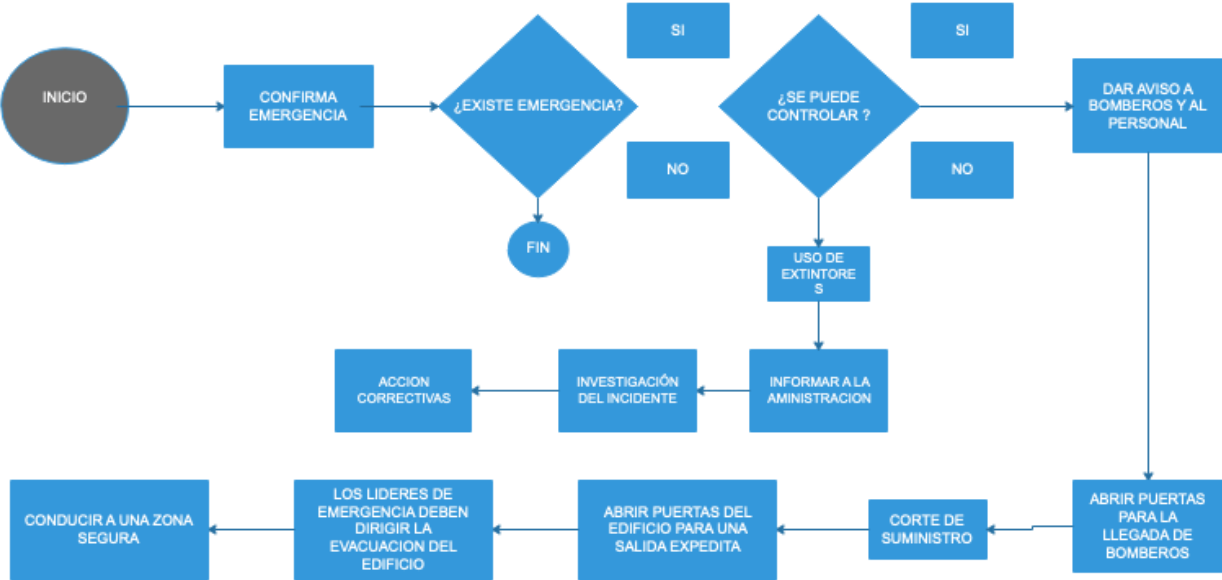 INICIO
CONFIRMA
EMERGENCIA
¿EXISTE EMERGENCIA?
SI
NO
FIN
¿SE PUEDE
CONTROLAR ?
SI
NO
DAR AVISO A
BOMBEROS Y AL
PERSONAL
USO DE
EXTINTORE
S
ACCION
CORRECTIVAS
INVESTIGACIÓN
DEL INCIDENTE
INFORMAR A LA
AMINISTRACION
CONDUCIR A UNA ZONA
SEGURA
LOS LIDERES DE
EMERGENCIA DEBEN
DIRIGIR LA
EVACUACION DEL
EDIFICIO
ABRIR PUERTAS DEL
EDIFICIO PARA UNA
SALIDA EXPEDITA
CORTE DE
SUMINISTRO
ABRIR PUERTAS
PARA LA
LLEGADA DE
BOMBEROS